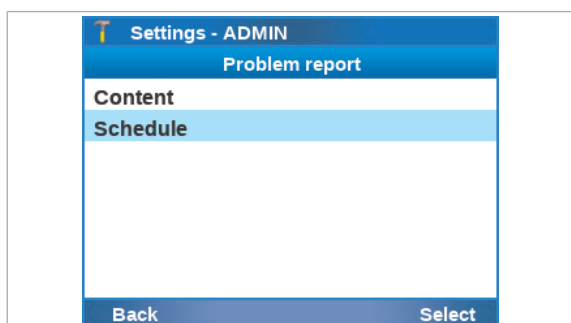 Settings - ADMIN
Problem report
Content
Schedule
Back Select